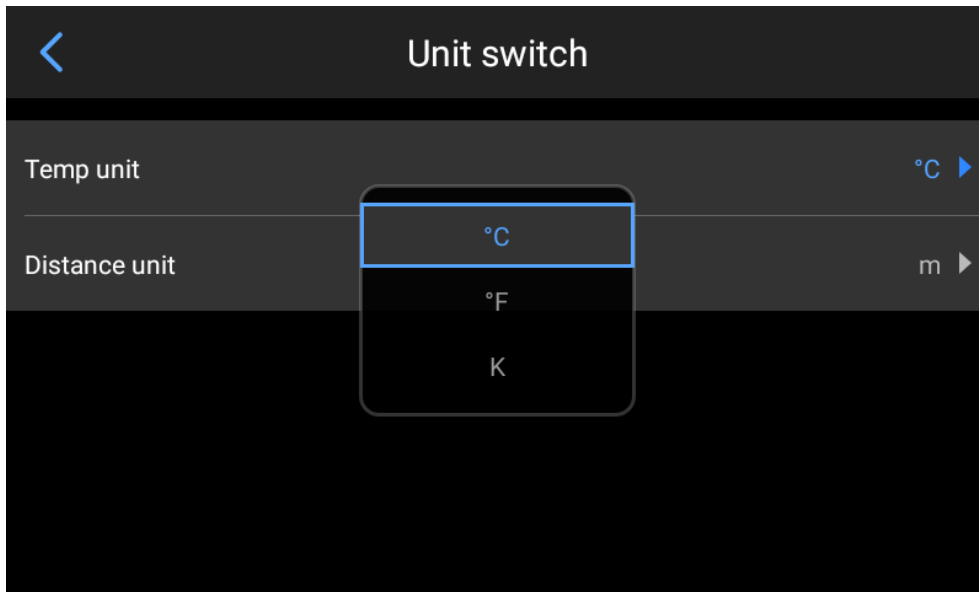 Unit switch
Temp unit °C
°C
°F
Distance unit m
K